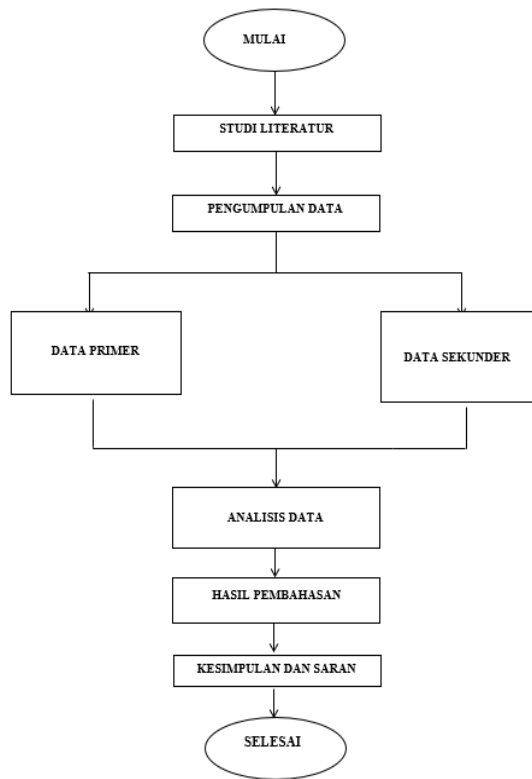 MULAI
STUDI LITERATUR
PENGUMPULAN DATA
DATA PRIMER
DATA SEKUNDER
ANALISIS DATA
HASIL PEMBAHASAN
KESIMPULAN DAN SARAN
SELESAI